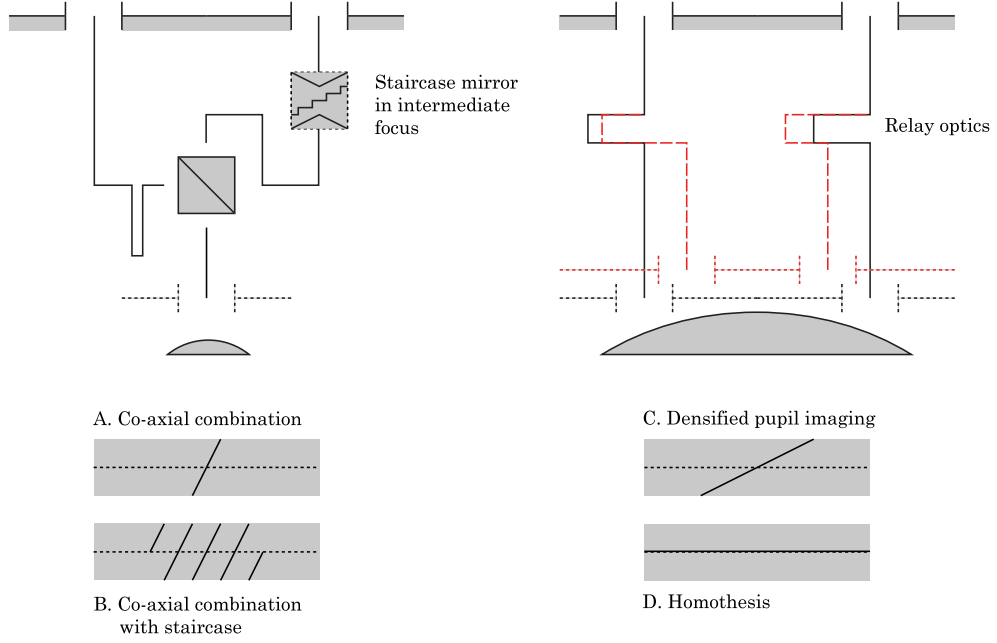 Staircase mirror
in intermediate
focus
Relay optics
A. Co-axial combination
B. Co-axial combination
with staircase
C. Densified pupil imaging
D. Homothesis